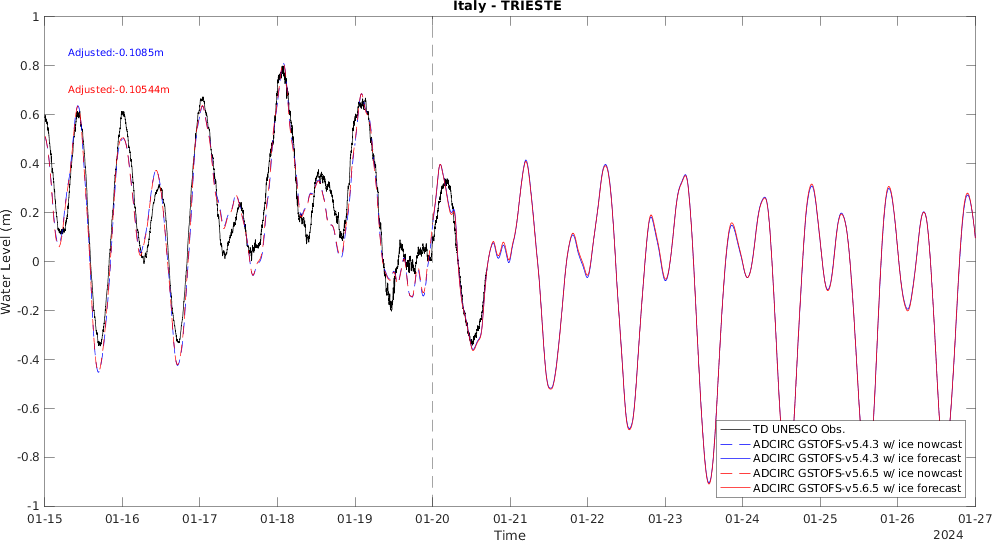 Italy - TRIESTE
Adjusted:-0.1085m
Adjusted:-0.10544m
1
0.8
0.6
0.4
0.2
0
-0.2
-0.4
-0.6
-0.8
-1
Water Level (m)
TD UNESCO Obs.
ADCIRC GSTOFS-v5.4.3 w/ ice nowcast
ADCIRC GSTOFS-v5.4.3 w/ ice forecast
ADCIRC GSTOFS-v5.6.5 w/ ice nowcast
ADCIRC GSTOFS-v5.6.5 w/ ice forecast
01-15 01-16 01-17 01-18 01-19 01-20 01-21 01-22 01-23 01-24 01-25 01-26 01-27
Time
2024